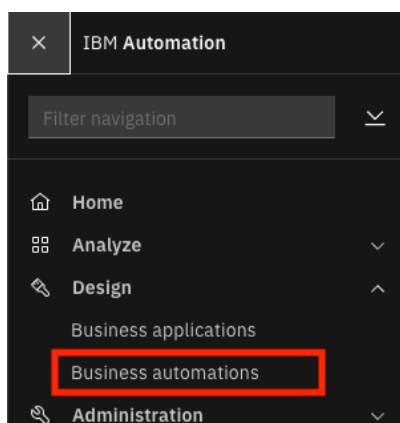 IBM Automation
Filter navigation
Home
Analyze
Design
Business applications
Business automations
Administration